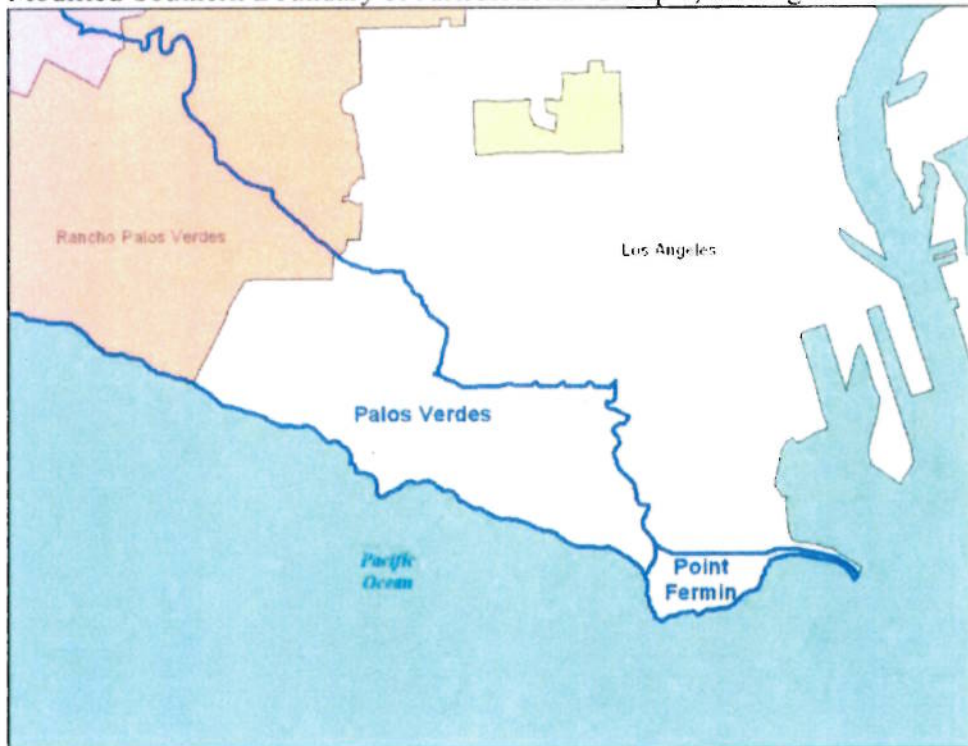 Rancho Palos Verdes
Los Angeles
Palos Verdes
Pacific
Ocean
Point
Fermin